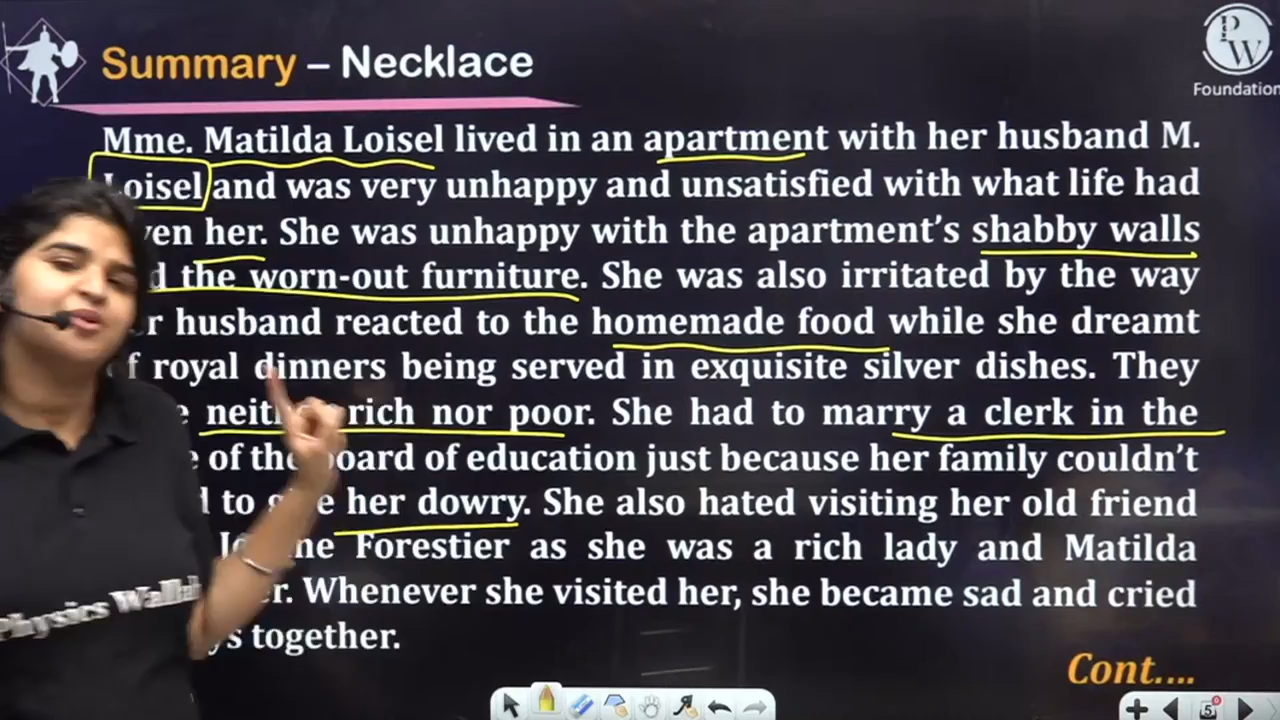 Summary – Necklace
P
W
Foundation
Mme. Matilda Loisel lived in an apartment with her husband M.
Loisel and was very unhappy and unsatisfied with what life had
her. She was unhappy with the apartment's shabby walls
the worn-out furniture. She was also irritated by the way
husband reacted to the homemade food while she dreamt
royal dinners being served in exquisite silver dishes. They
rich nor poor. She had to marry a clerk in the
of the board of education just because her family couldn't
to her dowry. She also hated visiting her old friend
Forestier as she was a rich lady and Matilda
Whenever she visited her, she became sad and cried
together.
Cont....
Physics Wallah
5